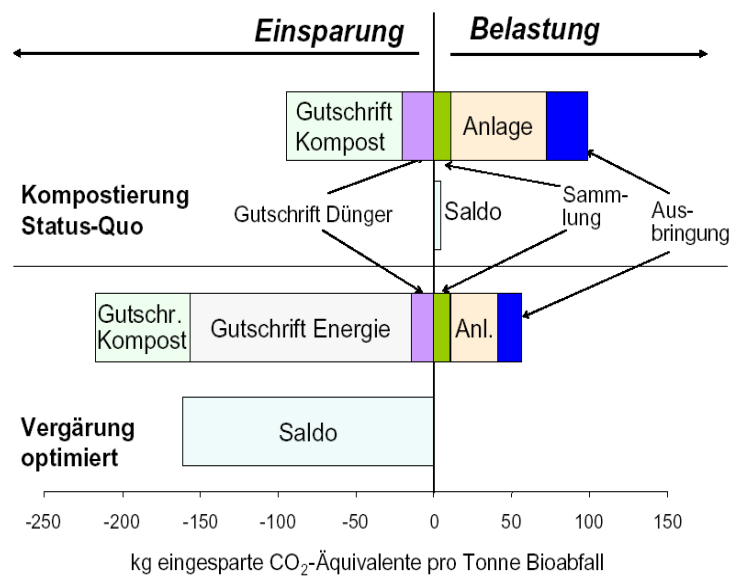 Einsparung
Belastung
Gutschrift
Kompost
Anlage
Kompostierung
Status-Quo
Gutschrift Dünger
Saldo
Samm-
lung
Aus-
bringung
Gutschr.
Kompost
Gutschrift Energie
Anl.
Vergärung
optimiert
Saldo
-250 -200 -150 -100 -50 0 50 100 150
kg eingesparte CO₂-Äquivalente pro Tonne Bioabfall